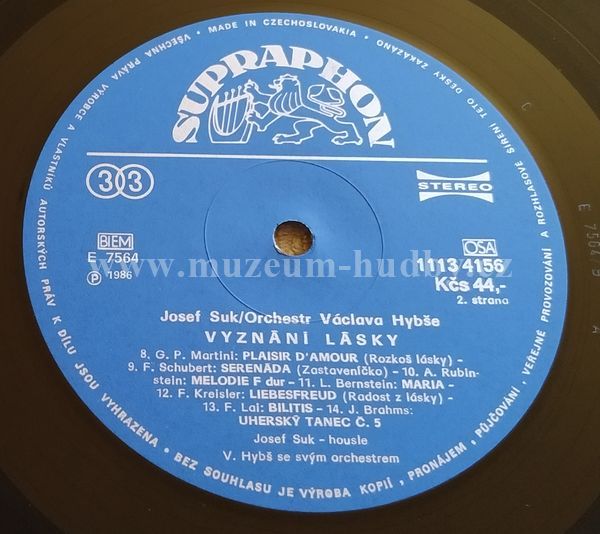 VŠECHNA PRÁVA VÝROBCE A VLASTNÍKŮ AUTORSKÝCH PRÁV K DÍLU JSOU VYHRAZENA • BEZ SOUHLASU JE VÝROBA KOPIÍ, PRONÁJEM, PŮJČOVÁNÍ, VEŘEJNÉ PROVOZOVÁNÍ A ROZHLASOVÉ ŠÍŘENÍ TÉTO DESKY ZAKÁZÁNO •
MADE IN CZECHOSLOVAKIA •
SUPRAPHON
33
STEREO
BIEM
E 7564
℗ 1986
OSA
1113 4156
Kčs 44,-
2. strana
www.muzeum-hudby.cz
Josef Suk/Orchestr Václava Hybše
VYZNÁNÍ LÁSKY
8. G. P. Martini: PLAISIR D'AMOUR (Rozkoš lásky) -
9. F. Schubert: SERENÁDA (Zastaveníčko) - 10. A. Rubin-
stein: MELODIE F dur - 11. L. Bernstein: MARIA -
12. F. Kreisler: LIEBESFREUD (Radost z lásky) -
13. F. Lai: BILITIS - 14. J. Brahms:
UHERSKÝ TANEC Č. 5
Josef Suk - housle
V. Hybš se svým orchestrem